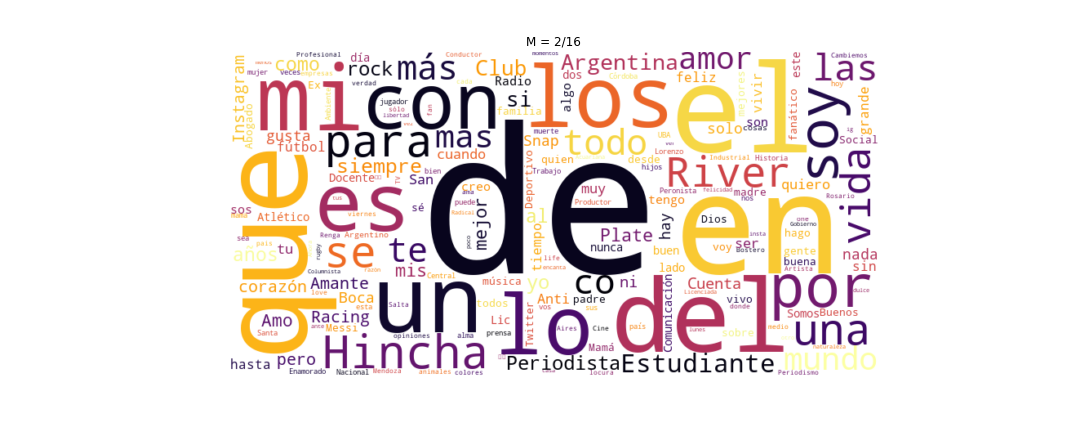 M = 2/16
Profesional
Conductor
Cambiemos
como
día
rock
más
Club
Argentina
amor
las
este
mujer
veces
Radio
dos
feliz
Instagram
Abogado
Ex
verdad
si
algo
mejores
vivir
fanático
grande
mi
con
los
el
soy
jugador
sólo
libertad
fan
familia
Córdoba
hoy
gusta
fútbol
para
mas
Snap
todo
solo
UBA
son
cosas
ig
Social
muerte
siempre
cuando
quien
desde
Lorenzo
Industrial
Historia
Docente
San
bien
Trabajo
hijos
River
que
es
de
en
creo
muy
Productor
Peronista
felicidad
madre
nos
quiero
vida
Rosario
tus
TV
viernes
sé
puede
ama
Deportivo
tengo
sos
Atlético
mejor
al
Dios
une
Gobierno
Renga
Argentino
Radical
hay
insta
hago
sea
país
tu
rugby
se
te
poco
tiempo
Plate
nunca
buen
voy
ser
Bostero
gente
buena
nada
años
razón
life
encanta
lado
Artista
sin
Columnista
mis
Central
música
yo
co
ni
Cuenta
corazón
love
Amante
un
todos
Anti
padre
Comunicación
Licenciada
vivo
donde
por
dulce
Boca
esta
Salta
lo
vos
sus
del
Somos
Buenos
Amo
Racing
Lic
Twitter
Aires
Cine
país
lunes
sobre
medio
una
Santa
ance
Messi
opiniones
alma
prensa
Mamá
naturaleza
hasta
pero
Hincha
Periodista
Estudiante
mundo
Enamorado
Nacional
Mendoza
animales
colores
locura
Periodismo